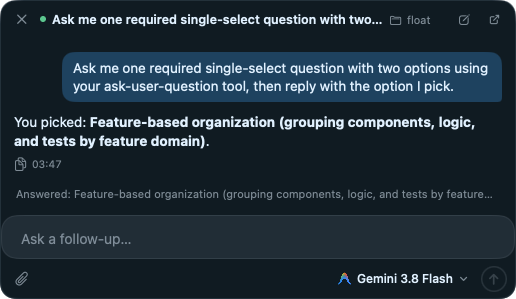 Ask me one required single-select question with two...
float
Ask me one required single-select question with two options using
your ask-user-question tool, then reply with the option I pick.
You picked: Feature-based organization (grouping components, logic,
and tests by feature domain).
03:47
Answered: Feature-based organization (grouping components, logic, and tests by feature...
Ask a follow-up...
Gemini 3.8 Flash